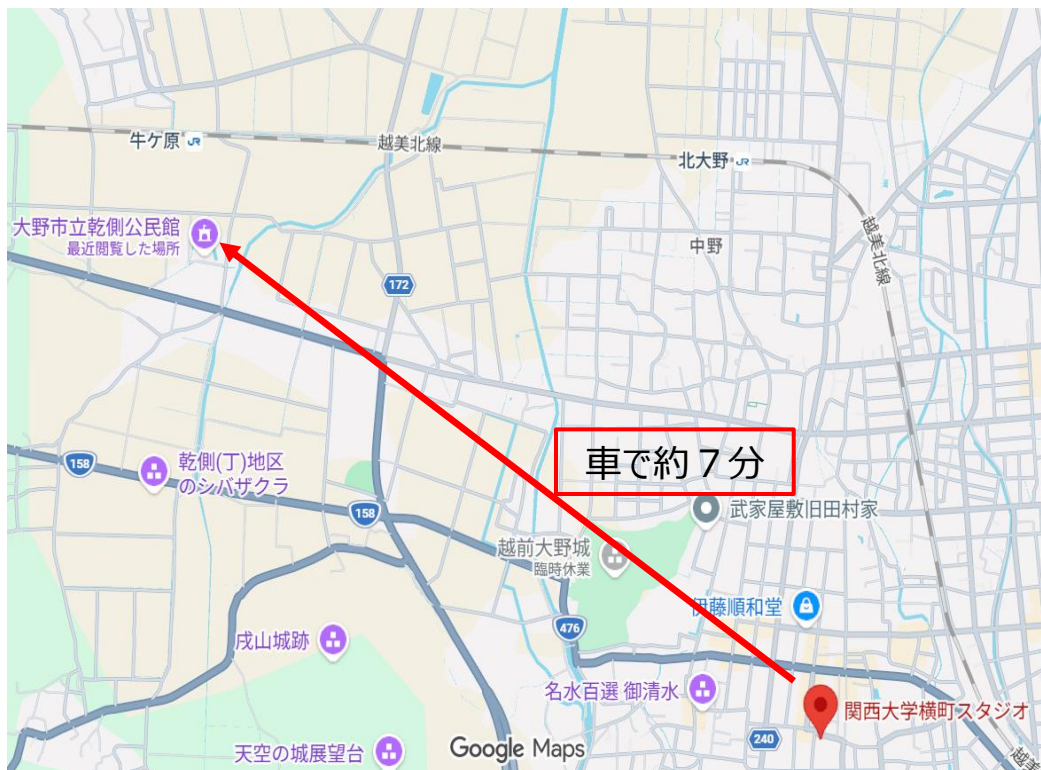 牛ケ原 JR
越美北線
北大野 JR
大野市立乾側公民館
最近閲覧した場所
中野
越美北線
172
車で約７分
158
乾側(丁)地区
のシバザクラ
158
武家屋敷旧田村家
越前大野城
臨時休業
伊藤順和堂
476
戌山城跡
名水百選 御清水
関西大学横町スタジオ
240
天空の城展望台
Google Maps
越美